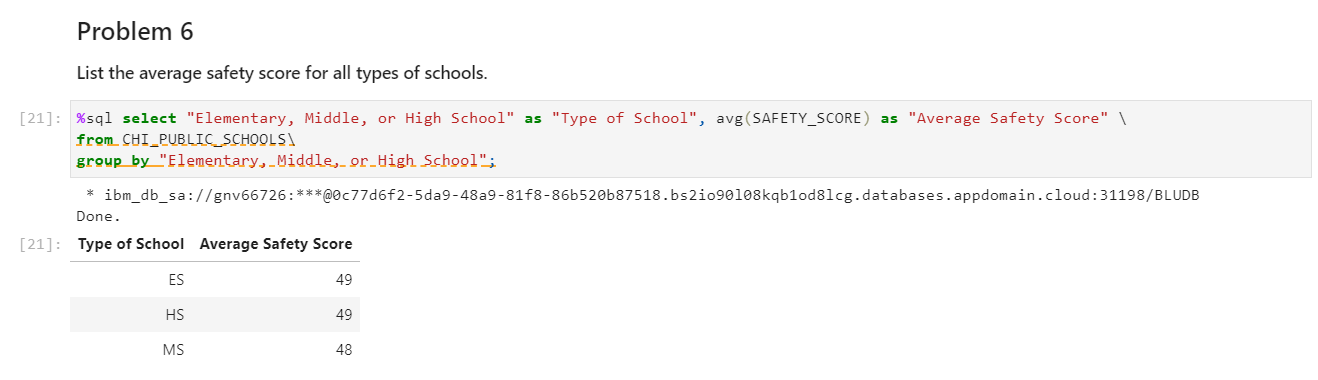 Problem 6
List the average safety score for all types of schools.
[21]: %sql select "Elementary, Middle, or High School" as "Type of School", avg(SAFETY_SCORE) as "Average Safety Score" \
from CHI_PUBLIC_SCHOOLS\
group by "Elementary, Middle, or High School";
* ibm_db_sa://gnv66726:***@0c77d6f2-5da9-48a9-81f8-86b520b87518.bs2io90l08kqb1od8lcg.databases.appdomain.cloud:31198/BLUDB
Done.
[21]: Type of School Average Safety Score
ES 49
HS 49
MS 48